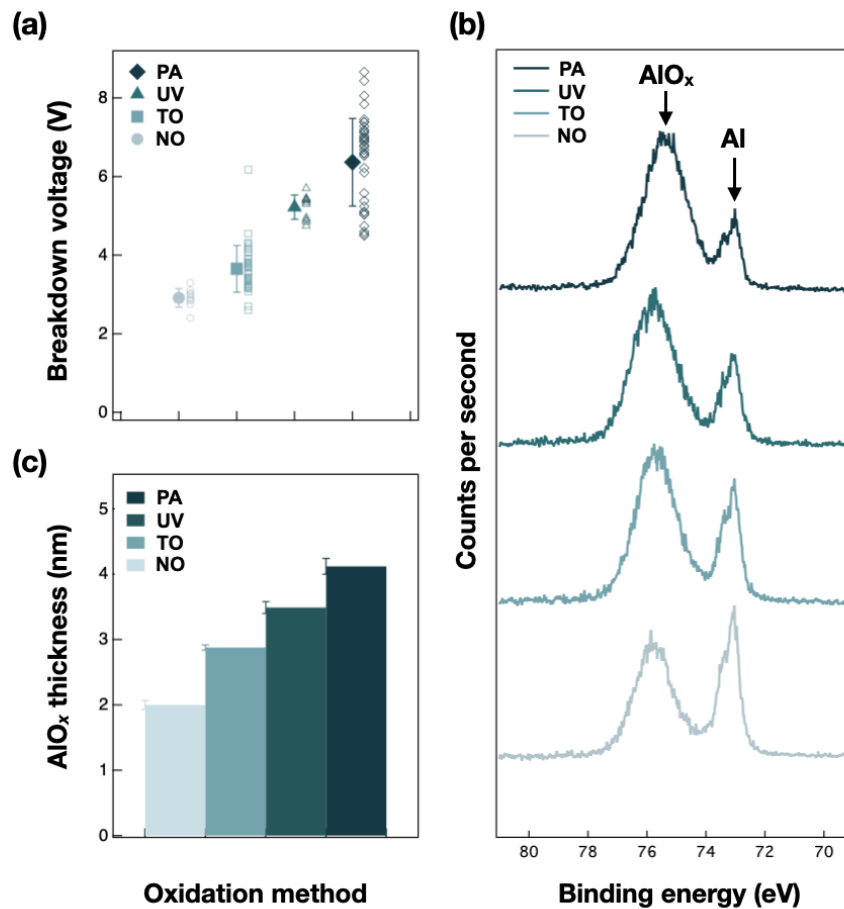 (a)
PA
UV
TO
NO
Breakdown voltage (V)
8
6
4
2
0
(b)
PA
UV
TO
NO
AlOx
Al
Counts per second
80
78
76
74
72
70
Binding energy (eV)
(c)
PA
UV
TO
NO
AlOx thickness (nm)
5
4
3
2
1
0
Oxidation method